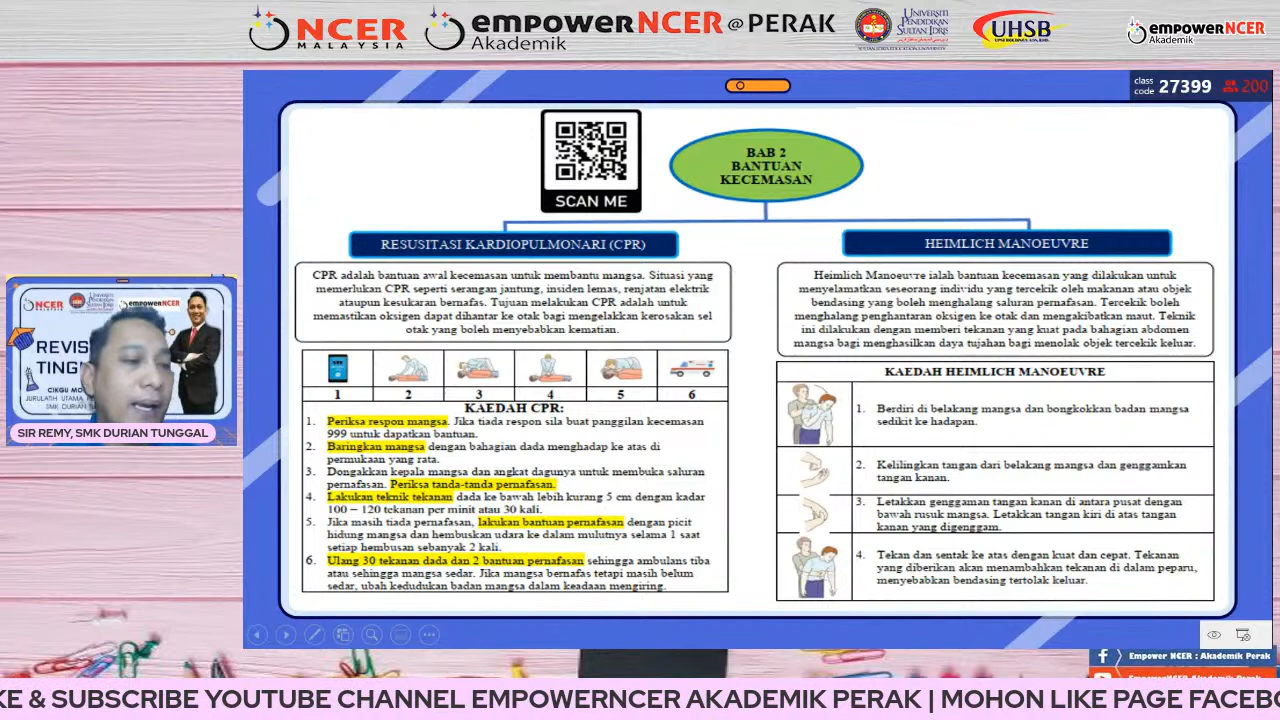 NCER
MALAYSIA
empowerNCER@PERAK
Akademik
UNIVERSITI
PENDIDIKAN
SULTAN IDRIS
UHSB
empowerNCER
Akademik
class code 27399 200
SCAN ME
BAB 2
BANTUAN
KECEMASAN
RESUSITASI KARDIOPULMONARI (CPR)
CPR adalah bantuan awal kecemasan untuk membantu mangsa. Situasi yang
memerlukan CPR seperti serangan jantung, insiden lemas, renjatan elektrik
ataupun kesukaran bernafas. Tujuan melakukan CPR adalah untuk
memastikan oksigen dapat dihantar ke otak bagi mengelakkan kerosakan sel
otak yang boleh menyebabkan kematian.
1 2 3 4 5 6
KAEDAH CPR:
1. Periksa respon mangsa. Jika tiada respon sila buat panggilan kecemasan
999 untuk dapatkan bantuan.
2. Baringkan mangsa dengan bahagian dada menghadap ke atas di
permukaan yang rata.
3. Dongakkan kepala mangsa dan angkat dagunya untuk membuka saluran
pernafasan. Periksa tanda-tanda pernafasan.
4. Lakukan teknik tekanan dada ke bawah lebih kurang 5 cm dengan kadar
100 – 120 tekanan per minit atau 30 kali.
5. Jika masih tiada pernafasan, lakukan bantuan pernafasan dengan picit
hidung mangsa dan hembuskan udara ke dalam mulutnya selama 1 saat
setiap hembusan sebanyak 2 kali.
6. Ulang 30 tekanan dada dan 2 bantuan pernafasan sehingga ambulans tiba
atau sehingga mangsa sedar. Jika mangsa bernafas tetapi masih belum
sedar, ubah kedudukan badan mangsa dalam keadaan mengiring.
HEIMLICH MANOEUVRE
Heimlich Manoeuvre ialah bantuan kecemasan yang dilakukan untuk
menyelamatkan seseorang individu yang tercekik oleh makanan atau objek
bendasing yang boleh menghalang saluran pernafasan. Tercekik boleh
menghalang penghantaran oksigen ke otak dan mengakibatkan maut. Teknik
ini dilakukan dengan memberi tekanan yang kuat pada bahagian abdomen
mangsa bagi menghasilkan daya tujahan bagi menolak objek tercekik keluar.
KAEDAH HEIMLICH MANOEUVRE
1. Berdiri di belakang mangsa dan bongkokkan badan mangsa
sedikit ke hadapan.
2. Kelilingkan tangan dari belakang mangsa dan genggamkan
tangan kanan.
3. Letakkan genggaman tangan kanan di antara pusat dengan
bawah rusuk mangsa. Letakkan tangan kiri di atas tangan
kanan yang digenggam.
4. Tekan dan sentak ke atas dengan kuat dan cepat. Tekanan
yang diberikan akan menambahkan tekanan di dalam peparu,
menyebabkan bendasing tertolak keluar.
NCER
empowerNCER
REVIS
TING
CIKGU MO
JURULATIH UTAMA
SMK DURIAN TU
SIR REMY, SMK DURIAN TUNGGAL
Empower NCER : Akademik Perak
KE & SUBSCRIBE YOUTUBE CHANNEL EMPOWERNCER AKADEMIK PERAK | MOHON LIKE PAGE FACEBO